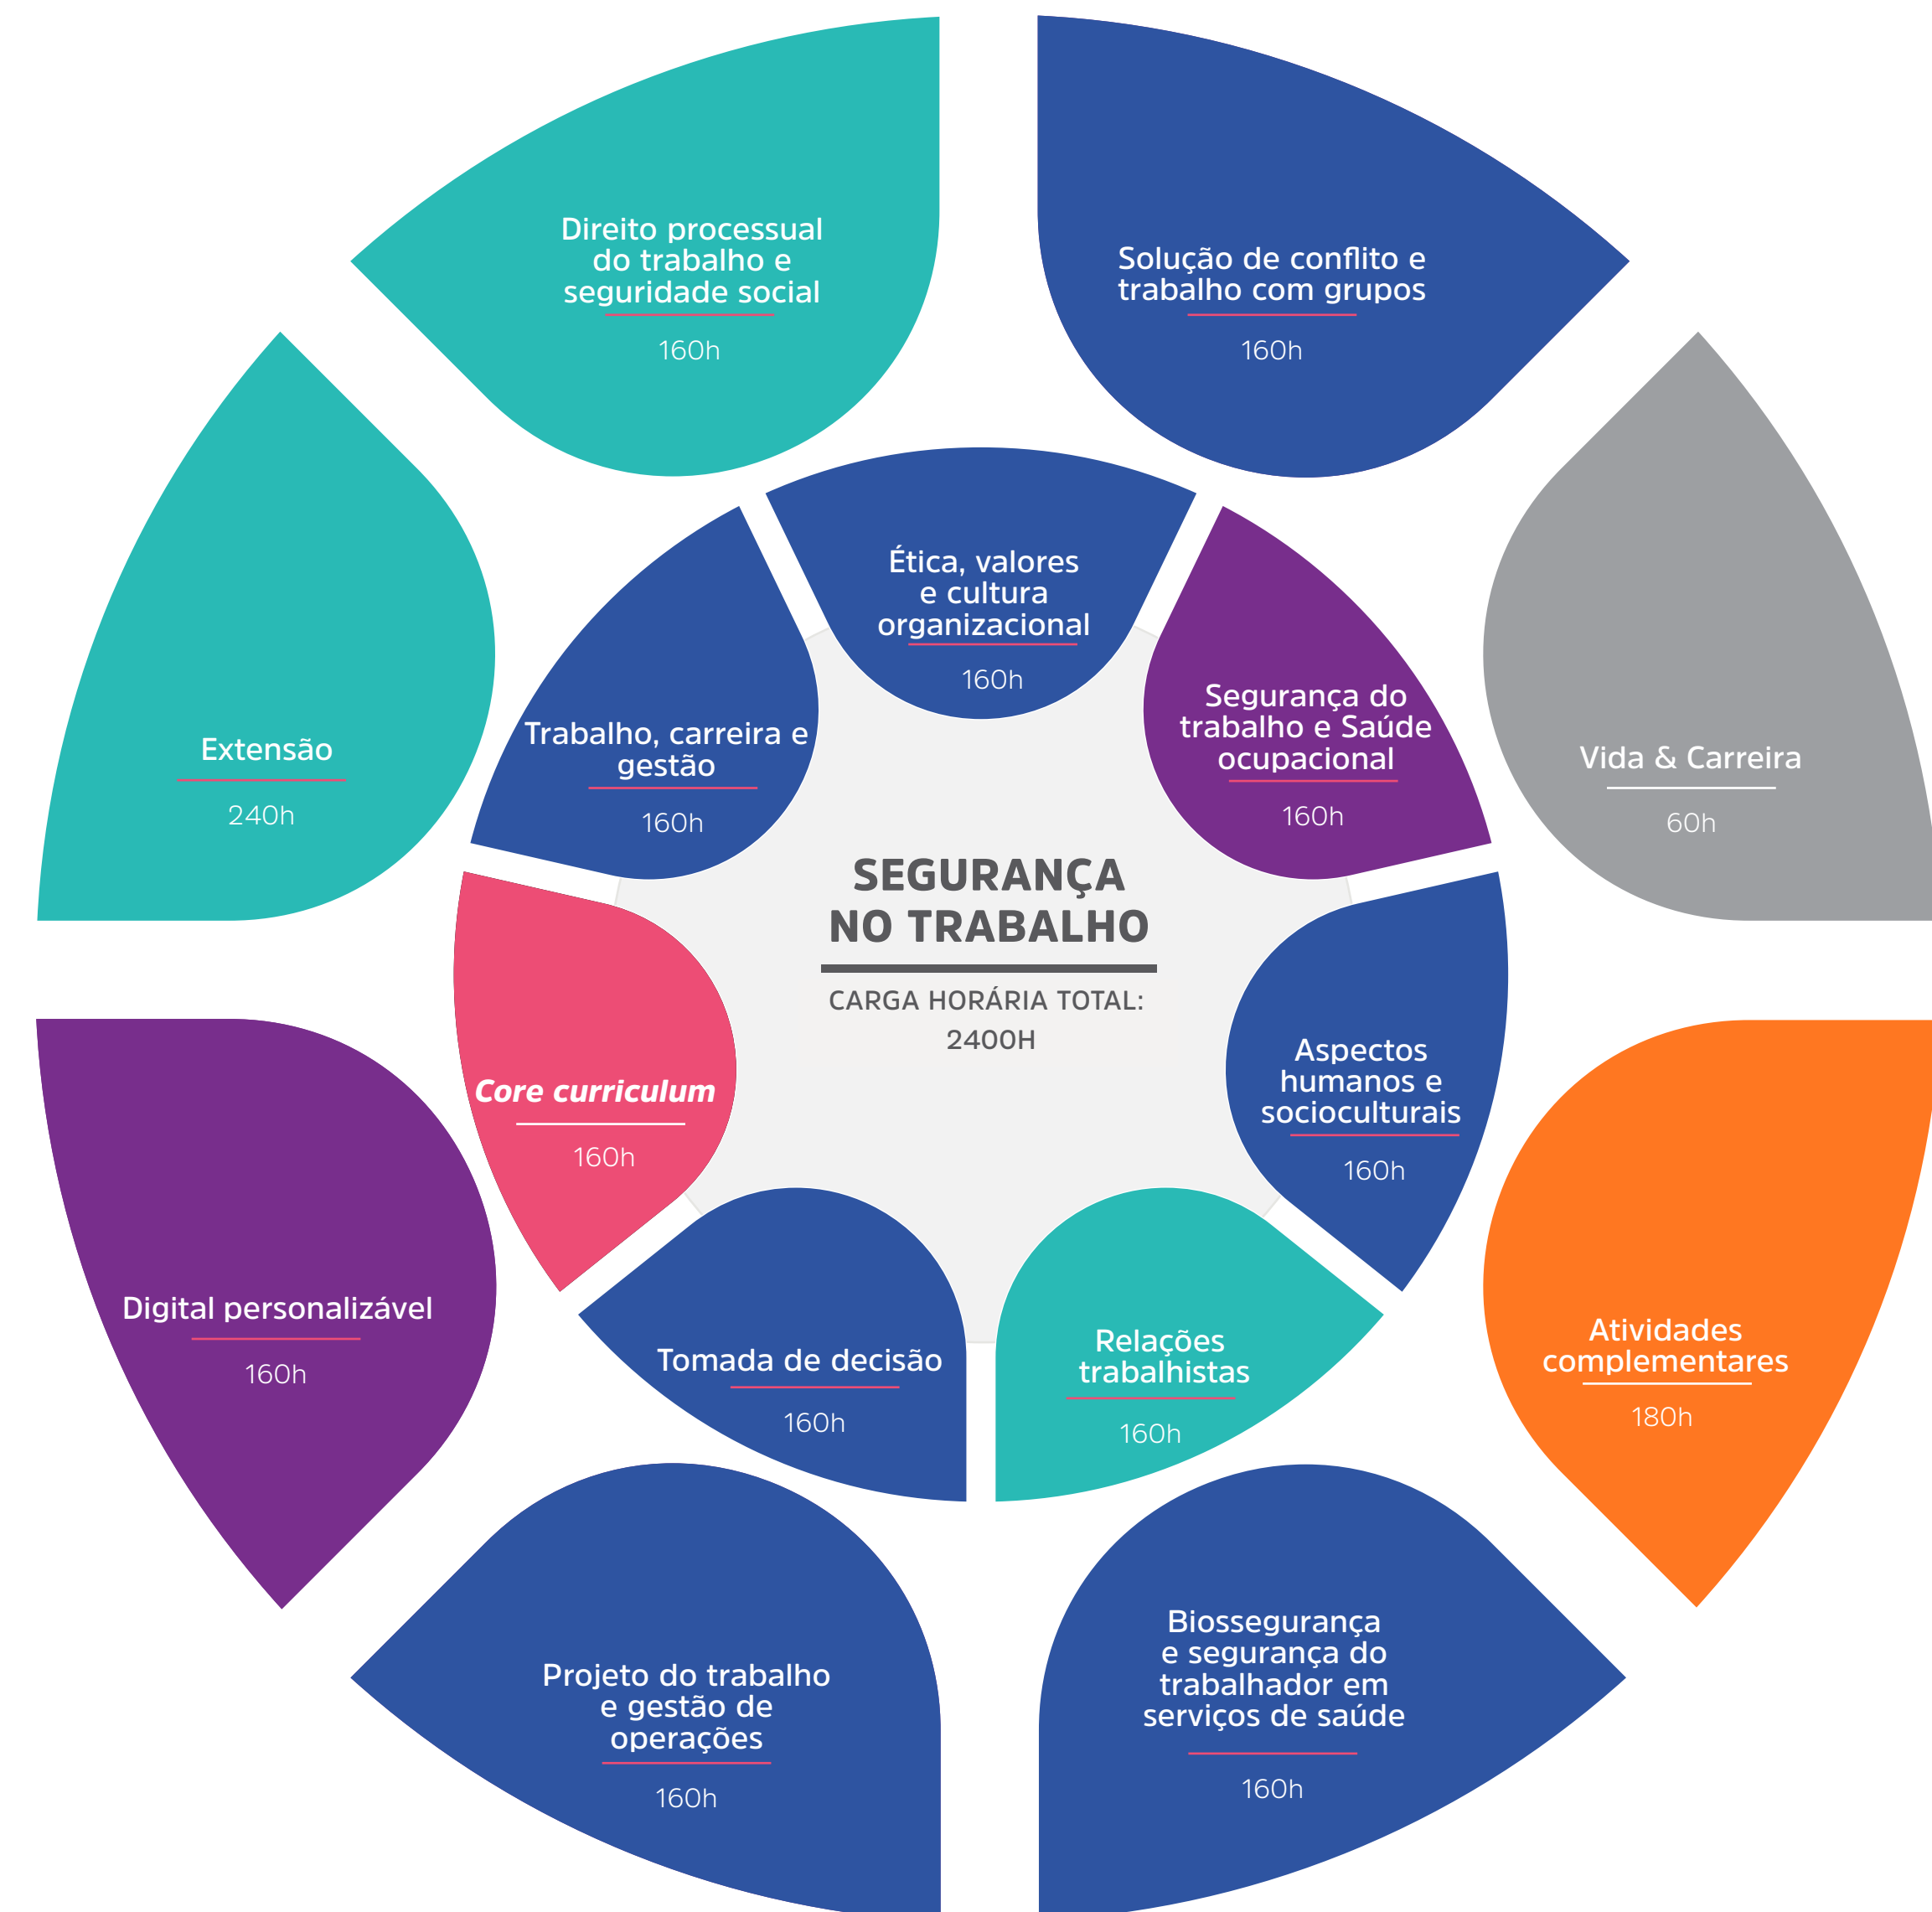 Direito processual
do trabalho e
seguridade social
160h
Solução de conflito e
trabalho com grupos
160h
Extensão
240h
Trabalho, carreira e
gestão
160h
Ética, valores
e cultura
organizacional
160h
Segurança do
trabalho e Saúde
ocupacional
160h
Vida & Carreira
60h
SEGURANÇA
NO TRABALHO
CARGA HORÁRIA TOTAL:
2400H
Core curriculum
160h
Aspectos
humanos e
socioculturais
160h
Digital personalizável
160h
Tomada de decisão
160h
Relações
trabalhistas
160h
Atividades
complementares
180h
Projeto do trabalho
e gestão de
operações
160h
Biossegurança
e segurança do
trabalhador em
serviços de saúde
160h